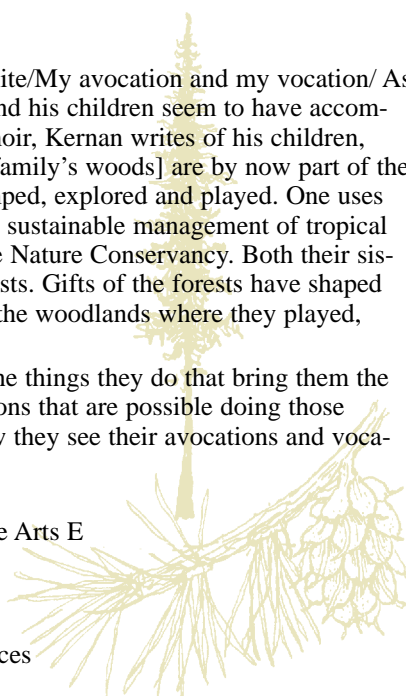 ite/My avocation and my vocation/ As
nd his children seem to have accom-
noir, Kernan writes of his children,
family's woods] are by now part of the
nped, explored and played. One uses
sustainable management of tropical
e Nature Conservancy. Both their sis-
sts. Gifts of the forests have shaped
the woodlands where they played,
ne things they do that bring them the
ons that are possible doing those
y they see their avocations and voca-
e Arts E
ces